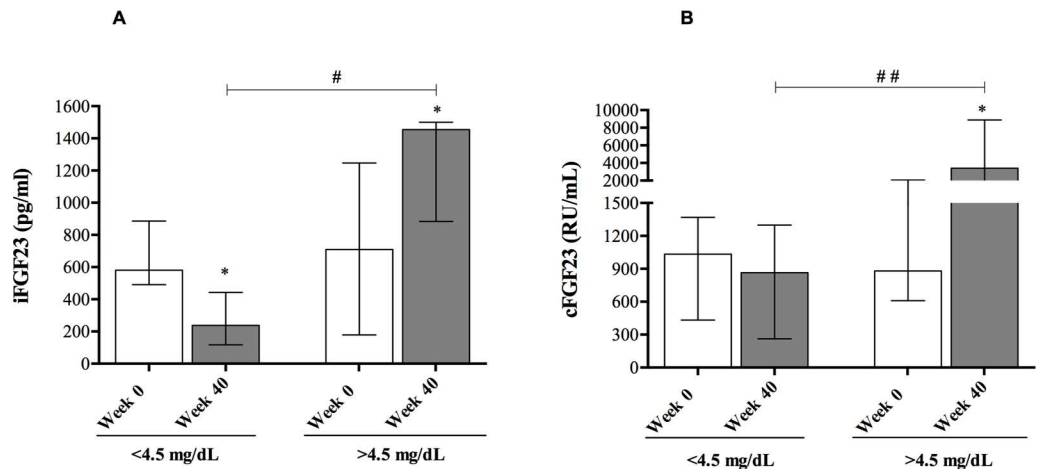 A
#
*
*
1600
1400
1200
1000
800
600
400
200
0
iFGF23 (pg/ml)
Week 0
Week 40
Week 0
Week 40
<4.5 mg/dL
>4.5 mg/dL
B
# #
*
10000
8000
6000
4000
2000
1500
1200
900
600
300
0
cFGF23 (RU/mL)
Week 0
Week 40
Week 0
Week 40
<4.5 mg/dL
>4.5 mg/dL